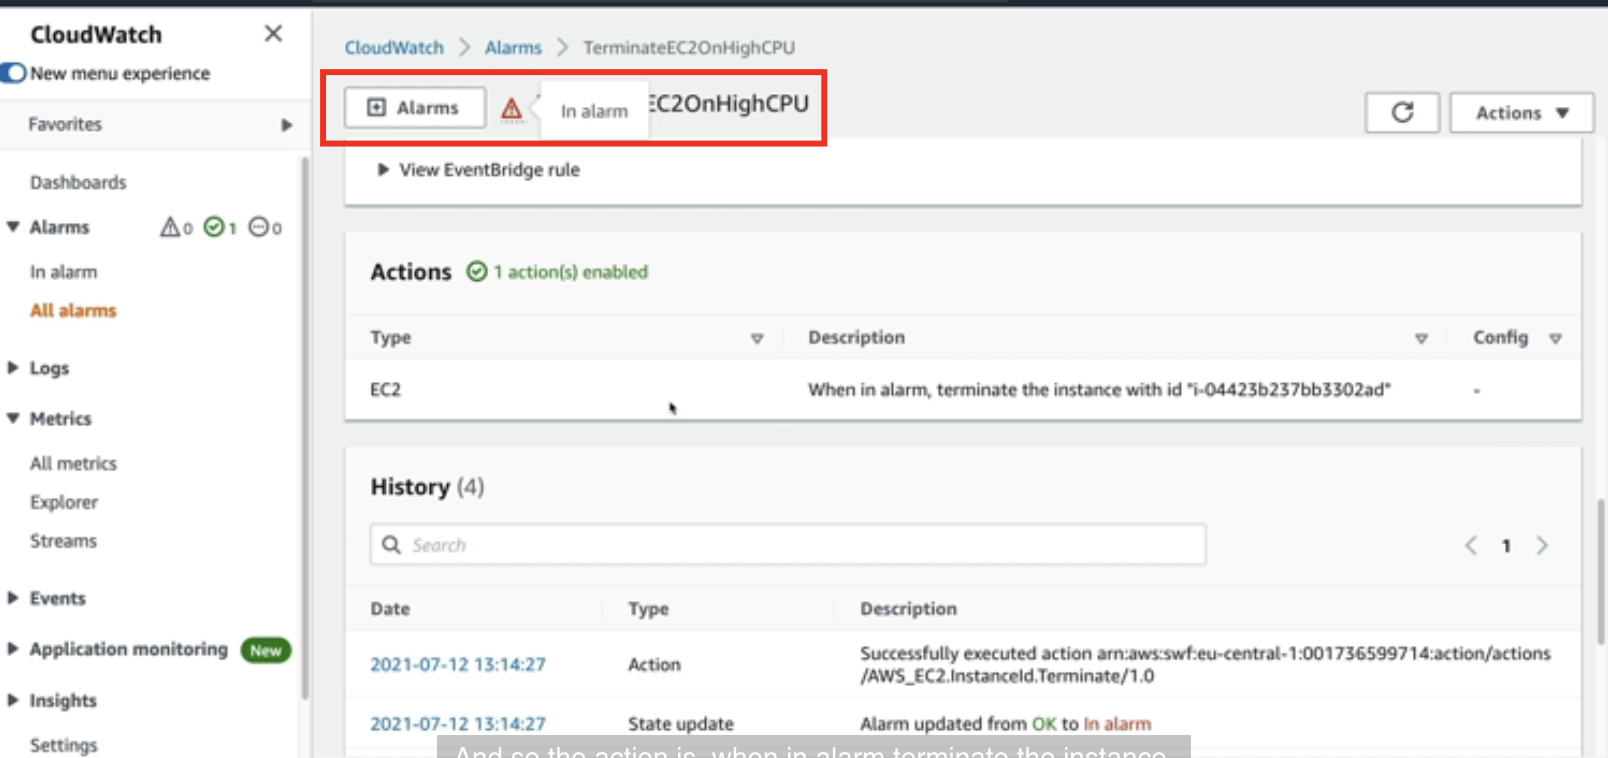 CloudWatch
New menu experience
Favorites
Dashboards
Alarms 0 1 0
In alarm
All alarms
Logs
Metrics
All metrics
Explorer
Streams
Events
Application monitoring New
Insights
Settings
CloudWatch > Alarms > TerminateEC2OnHighCPU
Alarms In alarm EC2OnHighCPU
Actions
View EventBridge rule
Actions 1 action(s) enabled
Type Description Config
EC2 When in alarm, terminate the instance with id "i-04423b237bb3302ad" -
History (4)
Search
1
Date Type Description
2021-07-12 13:14:27 Action Successfully executed action arn:aws:swf:eu-central-1:001736599714:action/actions
/AWS_EC2.InstanceId.Terminate/1.0
2021-07-12 13:14:27 State update Alarm updated from OK to In alarm
And so the action is, when in alarm terminate the instance